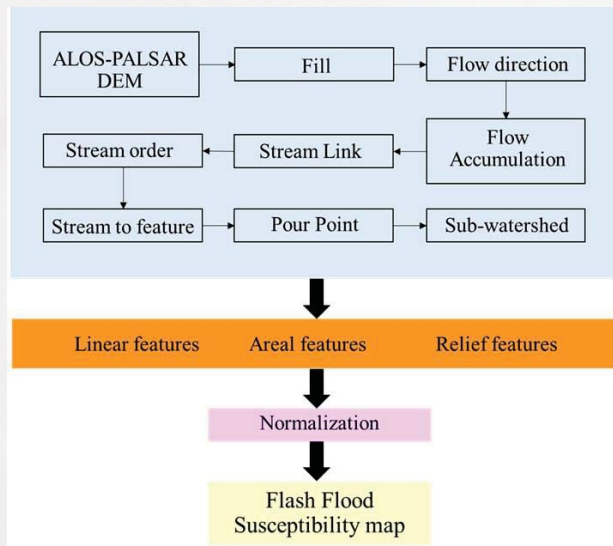 ALOS-PALSAR
DEM
Fill
Flow direction
Flow
Accumulation
Stream Link
Stream order
Stream to feature
Pour Point
Sub-watershed
Linear features
Areal features
Relief features
Normalization
Flash Flood
Susceptibility map